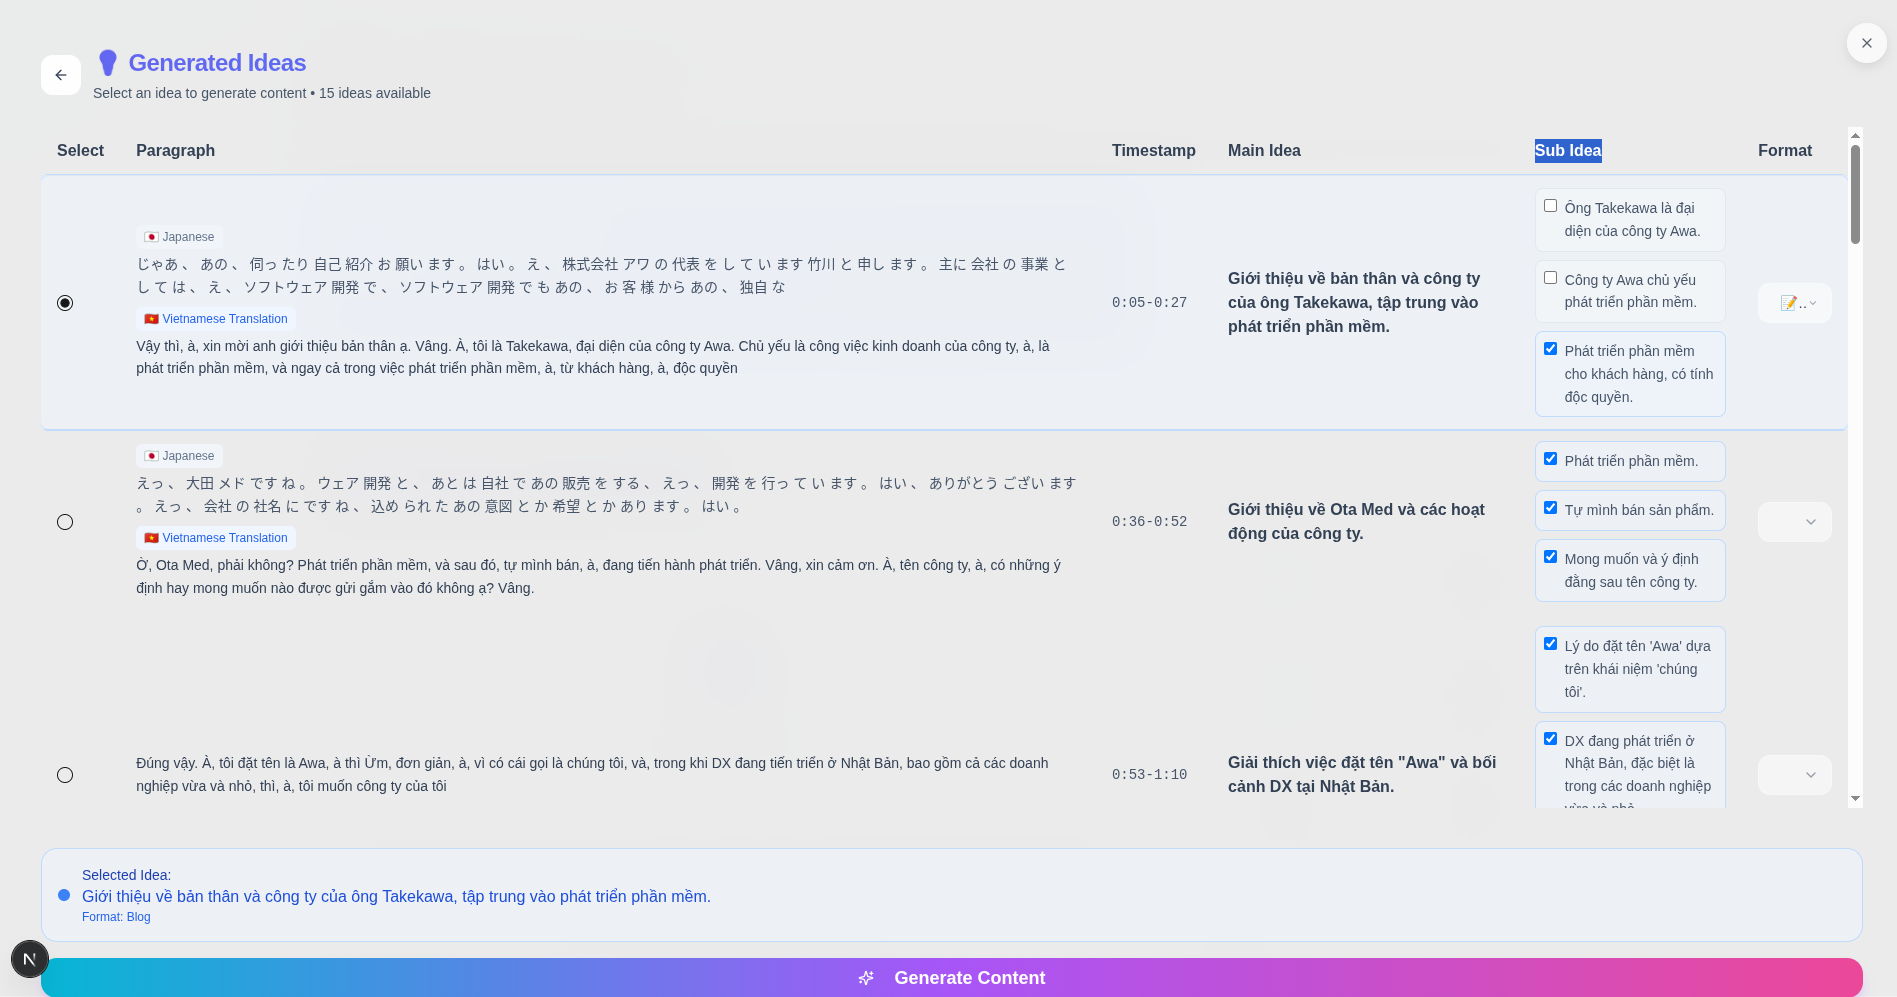 Generated Ideas
Select an idea to generate content • 15 ideas available
Select
Paragraph
Timestamp
Main Idea
Sub Idea
Format
Japanese
じゃあ 、 あの 、 伺っ たり 自己 紹介 お 願い ます 。 はい 。 え 、 株式会社 アワ の 代表 を し て い ます 竹川 と 申し ます 。 主に 会社 の 事業 と
し て は 、 え 、 ソフトウェア 開発 で 、 ソフトウェア 開発 で も あの 、 お 客 様 から あの 、 独自 な
Vietnamese Translation
Vậy thì, à, xin mời anh giới thiệu bản thân ạ. Vâng. À, tôi là Takekawa, đại diện của công ty Awa. Chủ yếu là công việc kinh doanh của công ty, à, là
phát triển phần mềm, và ngay cả trong việc phát triển phần mềm, à, từ khách hàng, à, độc quyền
0:05-0:27
Giới thiệu về bản thân và công ty
của ông Takekawa, tập trung vào
phát triển phần mềm.
Ông Takekawa là đại
diện của công ty Awa.
Công ty Awa chủ yếu
phát triển phần mềm.
Phát triển phần mềm
cho khách hàng, có tính
độc quyền.
..
Japanese
えっ 、 大田 メド です ね 。 ウェア 開発 と 、 あと は 自社 で あの 販売 を する 、 えっ 、 開発 を 行っ て い ます 。 はい 、 ありがとう ござい ます
。 えっ 、 会社 の 社名 に です ね 、 込め られ た あの 意図 と か 希望 と か あり ます 。 はい 。
Vietnamese Translation
Ờ, Ota Med, phải không? Phát triển phần mềm, và sau đó, tự mình bán, à, đang tiến hành phát triển. Vâng, xin cảm ơn. À, tên công ty, à, có những ý
định hay mong muốn nào được gửi gắm vào đó không ạ? Vâng.
0:36-0:52
Giới thiệu về Ota Med và các hoạt
động của công ty.
Phát triển phần mềm.
Tự mình bán sản phẩm.
Mong muốn và ý định
đằng sau tên công ty.
Đúng vậy. À, tôi đặt tên là Awa, à thì Ừm, đơn giản, à, vì có cái gọi là chúng tôi, và, trong khi DX đang tiến triển ở Nhật Bản, bao gồm cả các doanh
nghiệp vừa và nhỏ, thì, à, tôi muốn công ty của tôi
0:53-1:10
Giải thích việc đặt tên "Awa" và bối
cảnh DX tại Nhật Bản.
Lý do đặt tên 'Awa' dựa
trên khái niệm 'chúng
tôi'.
DX đang phát triển ở
Nhật Bản, đặc biệt là
trong các doanh nghiệp
vừa và nhỏ
Selected Idea:
Giới thiệu về bản thân và công ty của ông Takekawa, tập trung vào phát triển phần mềm.
Format: Blog
N
Generate Content